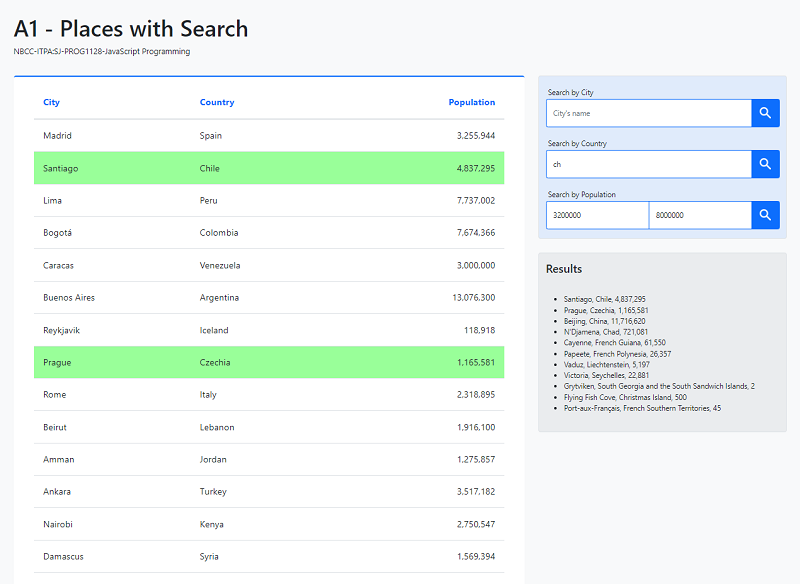 A1 - Places with Search
NBCC-ITPA:SJ-PROG1128-JavaScript Programming
City Country Population
Madrid Spain 3,255,944
Santiago Chile 4,837,295
Lima Peru 7,737,002
Bogotá Colombia 7,674,366
Caracas Venezuela 3,000,000
Buenos Aires Argentina 13,076,300
Reykjavik Iceland 118,918
Prague Czechia 1,165,581
Rome Italy 2,318,895
Beirut Lebanon 1,916,100
Amman Jordan 1,275,857
Ankara Turkey 3,517,182
Nairobi Kenya 2,750,547
Damascus Syria 1,569,394
Search by City
City's name
Search by Country
ch
Search by Population
3200000 8000000
Results
Santiago, Chile, 4,837,295
Prague, Czechia, 1,165,581
Beijing, China, 11,716,620
N'Djamena, Chad, 721,081
Cayenne, French Guiana, 61,550
Papeete, French Polynesia, 26,357
Vaduz, Liechtenstein, 5,197
Victoria, Seychelles, 22,881
Grytviken, South Georgia and the South Sandwich Islands, 2
Flying Fish Cove, Christmas Island, 500
Port-aux-Français, French Southern Territories, 45